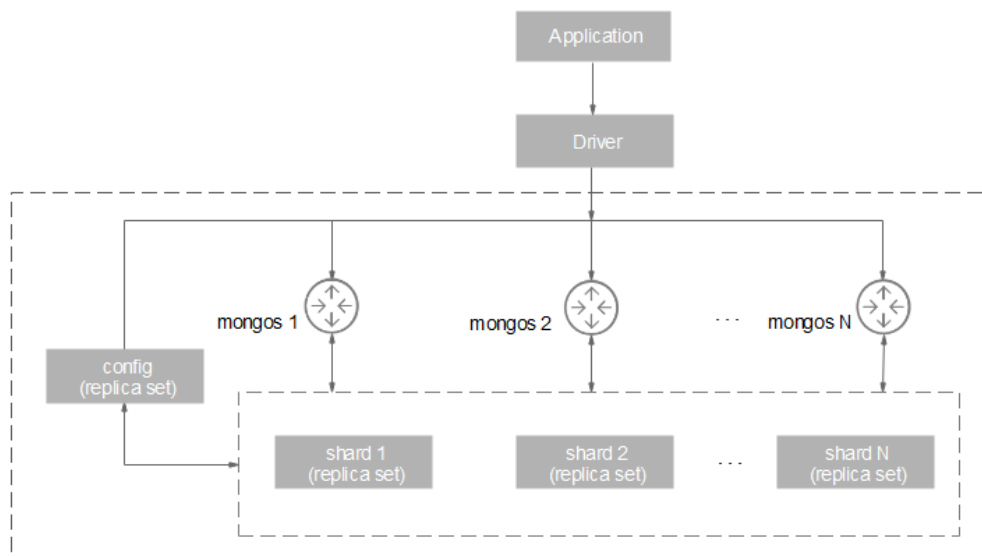 Application
Driver
mongos 1
mongos 2
...
mongos N
config
(replica set)
shard 1
(replica set)
shard 2
(replica set)
...
shard N
(replica set)